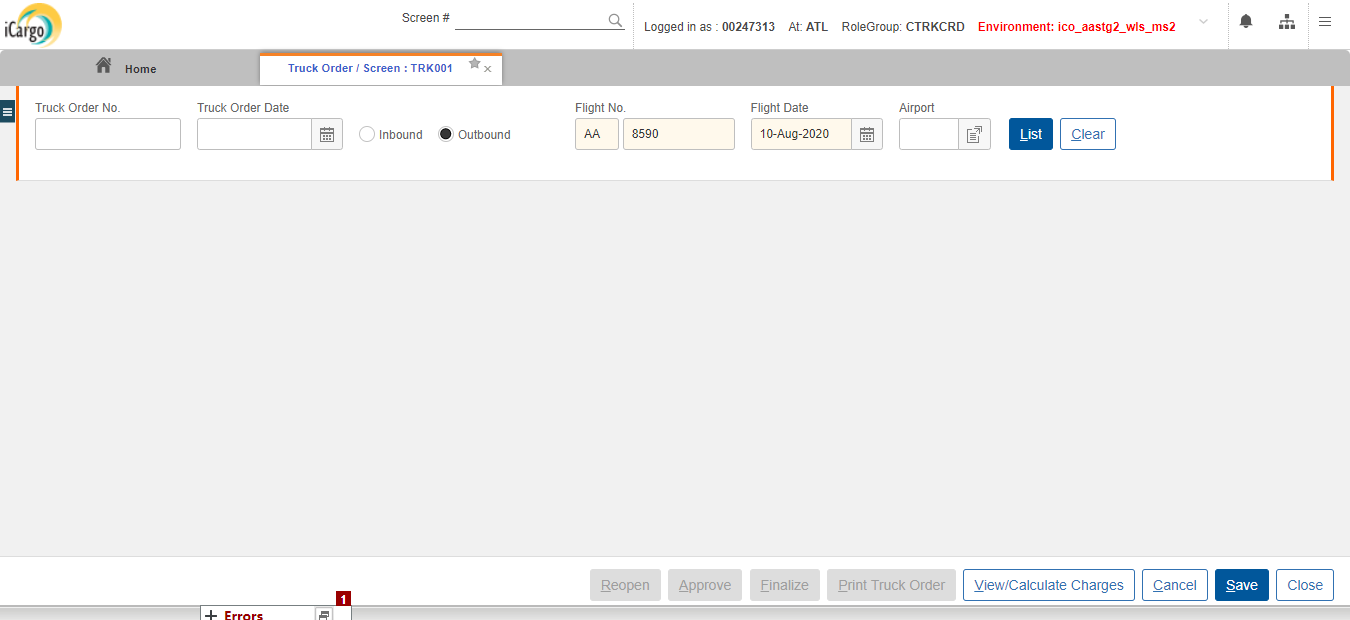 iCargo
Screen #
Logged in as : 00247313 At: ATL RoleGroup: CTRKCRD Environment: ico_aastg2_wls_ms2
Home
Truck Order / Screen : TRK001
Truck Order No.
Truck Order Date
Inbound
Outbound
Flight No.
AA 8590
Flight Date
10-Aug-2020
Airport
List
Clear
Reopen
Approve
Finalize
Print Truck Order
View/Calculate Charges
Cancel
Save
Close
1
Errors